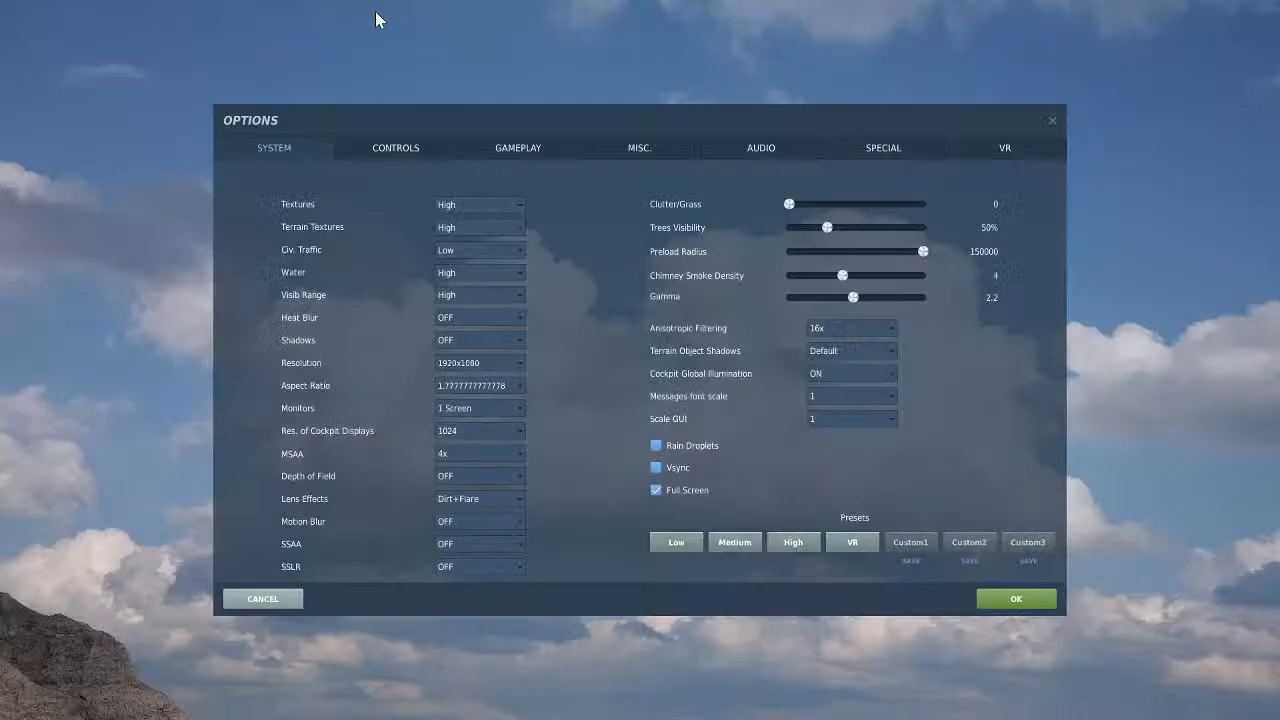 OPTIONS
SYSTEM CONTROLS GAMEPLAY MISC. AUDIO SPECIAL VR
Textures High
Terrain Textures High
Civ. Traffic Low
Water High
Visib Range High
Heat Blur OFF
Shadows OFF
Resolution 1920x1080
Aspect Ratio 1.7777777777778
Monitors 1 Screen
Res. of Cockpit Displays 1024
MSAA 4x
Depth of Field OFF
Lens Effects Dirt+Flare
Motion Blur OFF
SSAA OFF
SSLR OFF
Clutter/Grass 0
Trees Visibility 50%
Preload Radius 150000
Chimney Smoke Density 4
Gamma 2.2
Anisotropic Filtering 16x
Terrain Object Shadows Default
Cockpit Global Illumination ON
Messages font scale 1
Scale GUI 1
Rain Droplets
Vsync
Full Screen
Presets
Low Medium High VR Custom1 Custom2 Custom3
SAVE SAVE SAVE
CANCEL OK